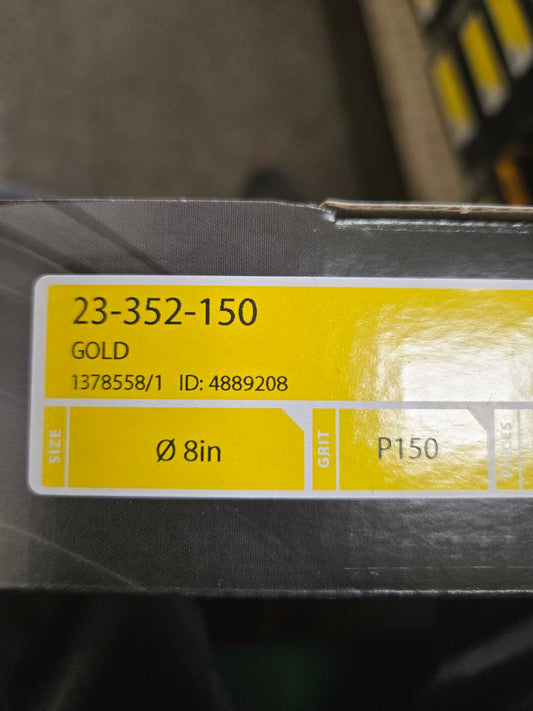 23-352-150
GOLD
1378558/1 ID: 4889208
SIZE
Ø 8in
GRIT
P150